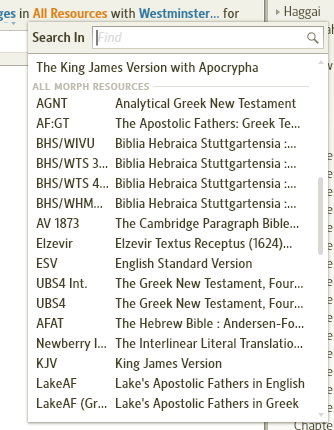 ges in All Resources with Westminster... for
Haggai
Search In Find
The King James Version with Apocrypha
ALL MORPH RESOURCES
AGNT Analytical Greek New Testament
AF:GT The Apostolic Fathers: Greek Te...
BHS/WIVU Biblia Hebraica Stuttgartensia :...
BHS/WTS 3... Biblia Hebraica Stuttgartensia :...
BHS/WTS 4... Biblia Hebraica Stuttgartensia :...
BHS/WHM... Biblia Hebraica Stuttgartensia :...
AV 1873 The Cambridge Paragraph Bible...
Elzevir Elzevir Textus Receptus (1624)...
ESV English Standard Version
UBS4 Int. The Greek New Testament, Four...
UBS4 The Greek New Testament, Four...
AFAT The Hebrew Bible : Andersen-Fo...
Newberry I... The Interlinear Literal Translatio...
KJV King James Version
LakeAF Lake's Apostolic Fathers in English
LakeAF (Gr... Lake's Apostolic Fathers in Greek
Chapte